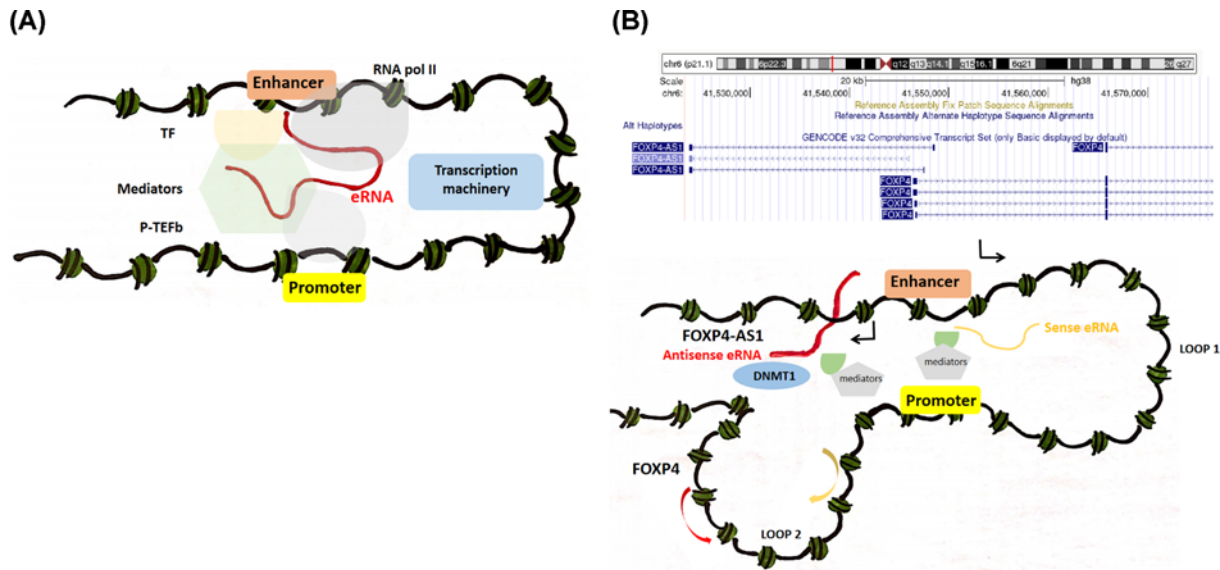 (A)
Enhancer
RNA pol II
TF
Mediators
eRNA
Transcription
machinery
P-TEFb
Promoter
(B)
chr6 (p21.1) 6p22.3 q12 q13 q14.1 q15 16.1 6q21 q27
Scale 20 kb hg38
chr6: 41,530,000 41,540,000 41,550,000 41,560,000 41,570,000
Reference Assembly Fix Patch Sequence Alignments
Reference Assembly Alternate Haplotype Sequence Alignments
Alt Haplotypes
GENCODE v32 Comprehensive Transcript Set (only Basic displayed by default)
FOXP4-AS1 FOXP4
FOXP4-AS1
FOXP4-AS1
FOXP4
FOXP4
FOXP4
FOXP4
Enhancer
FOXP4-AS1
Antisense eRNA
Sense eRNA
LOOP 1
DNMT1
mediators
mediators
Promoter
FOXP4
LOOP 2